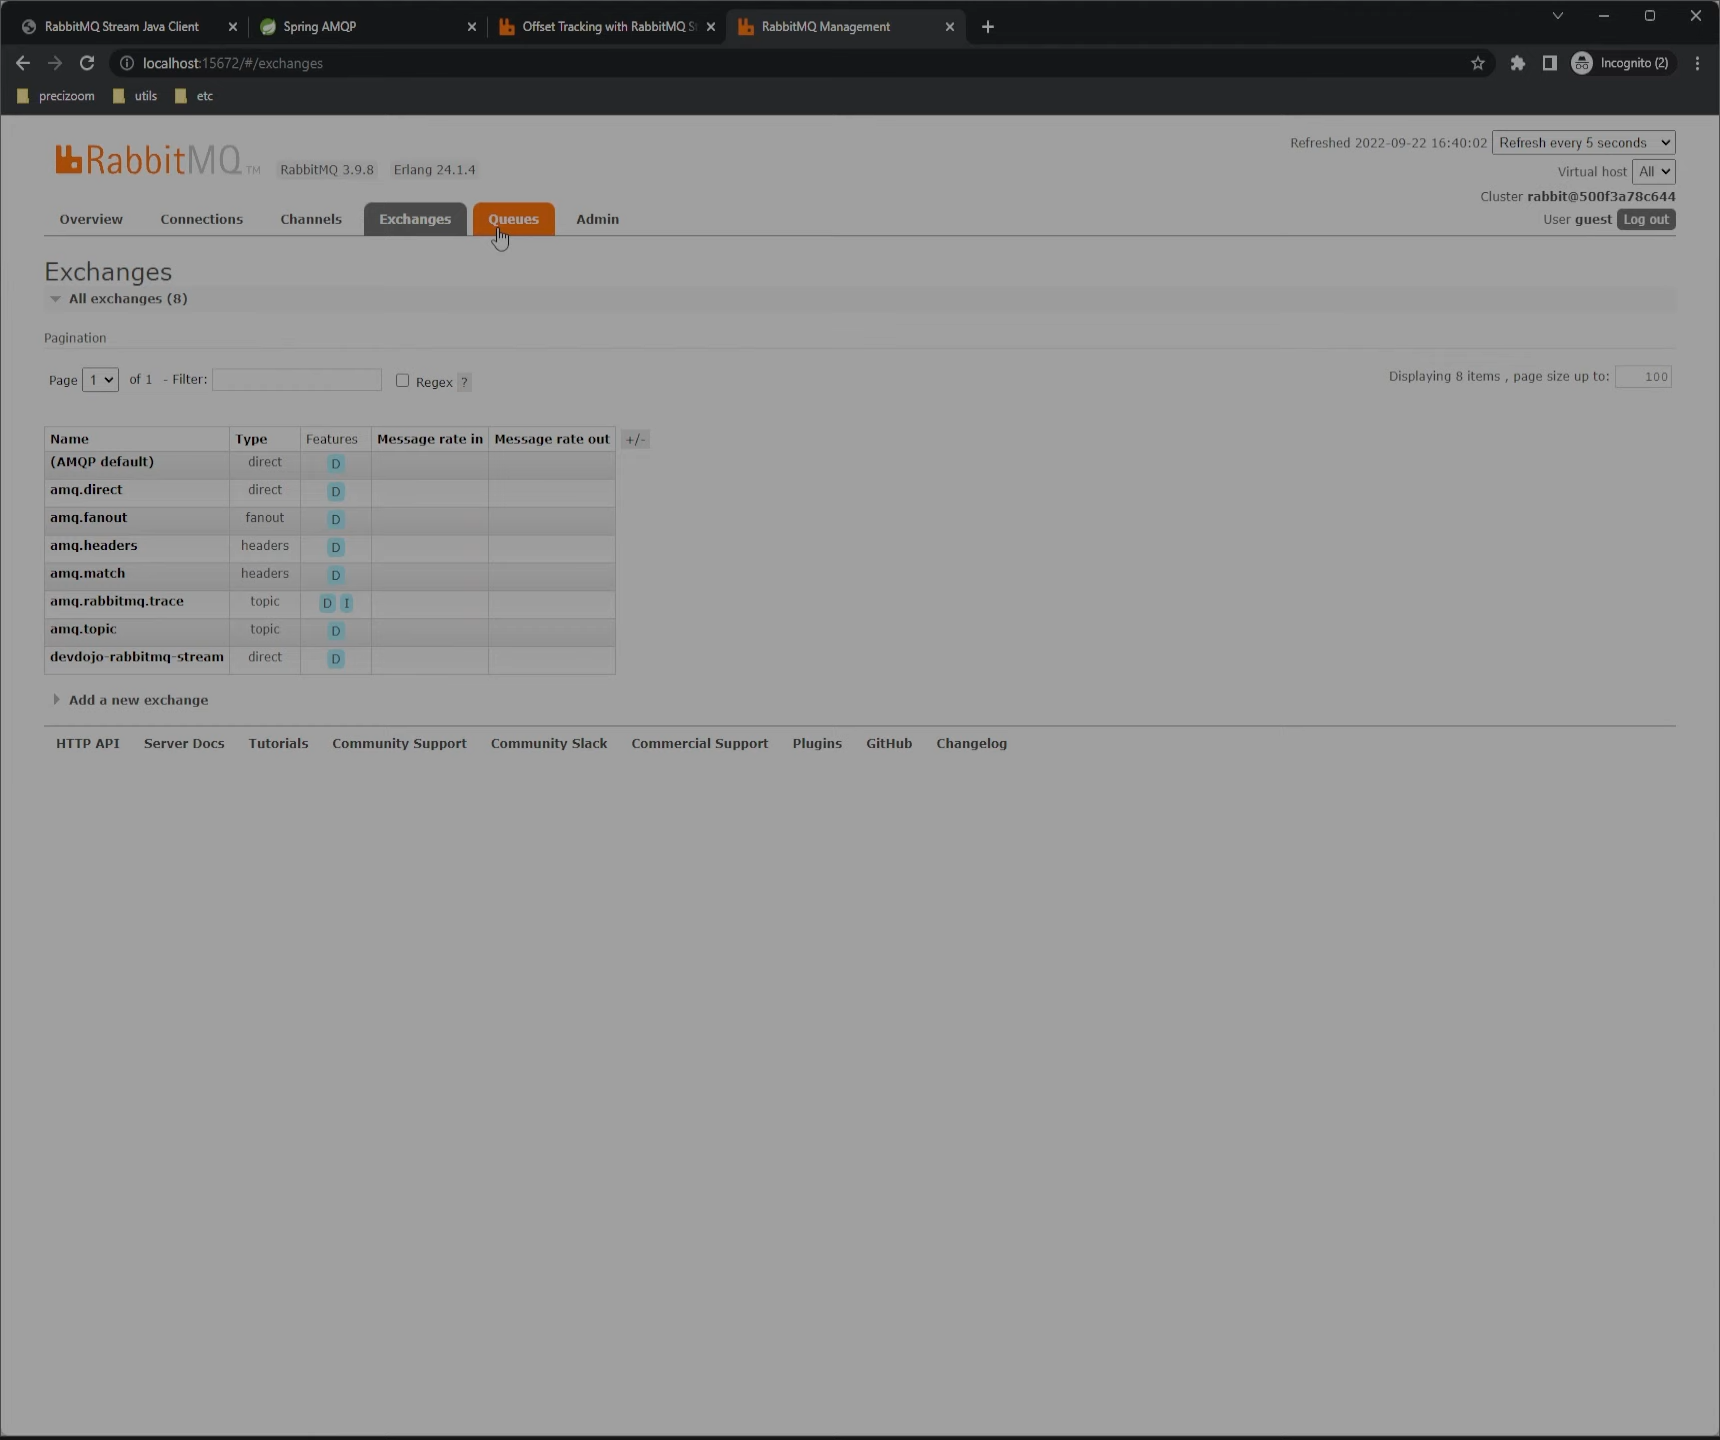 RabbitMQ Stream Java Client
Spring AMQP
Offset Tracking with RabbitMQ S
RabbitMQ Management
localhost:15672/#/exchanges
Incognito (2)
precizoom utils etc
RabbitMQ TM RabbitMQ 3.9.8 Erlang 24.1.4
Refreshed 2022-09-22 16:40:02 Refresh every 5 seconds
Virtual host All
Cluster rabbit@500f3a78c644
User guest Log out
Overview Connections Channels Exchanges Queues Admin
Exchanges
All exchanges (8)
Pagination
Page 1 of 1 - Filter: Regex ?
Displaying 8 items , page size up to: 100
Name Type Features Message rate in Message rate out +/-
(AMQP default) direct D
amq.direct direct D
amq.fanout fanout D
amq.headers headers D
amq.match headers D
amq.rabbitmq.trace topic D I
amq.topic topic D
devdojo-rabbitmq-stream direct D
Add a new exchange
HTTP API Server Docs Tutorials Community Support Community Slack Commercial Support Plugins GitHub Changelog